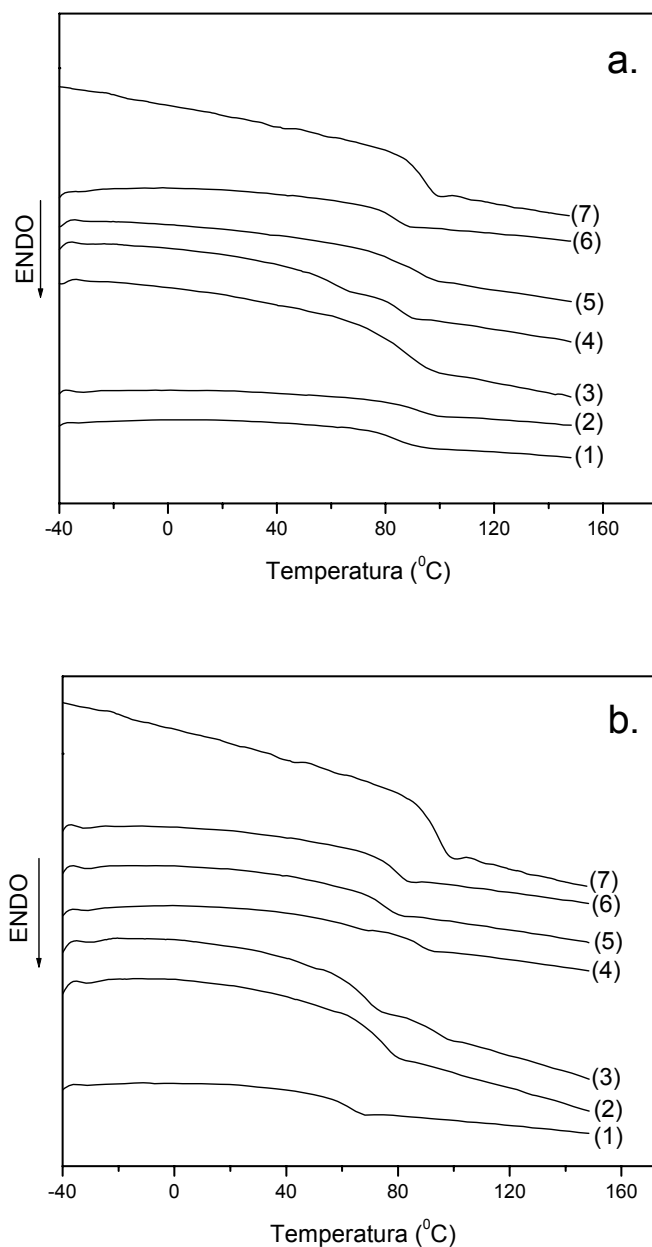 a.
ENDO
(7)
(6)
(5)
(4)
(3)
(2)
(1)
-40 0 40 80 120 160
Temperatura (⁰C)
b.
ENDO
(7)
(6)
(5)
(4)
(3)
(2)
(1)
-40 0 40 80 120 160
Temperatura (⁰C)